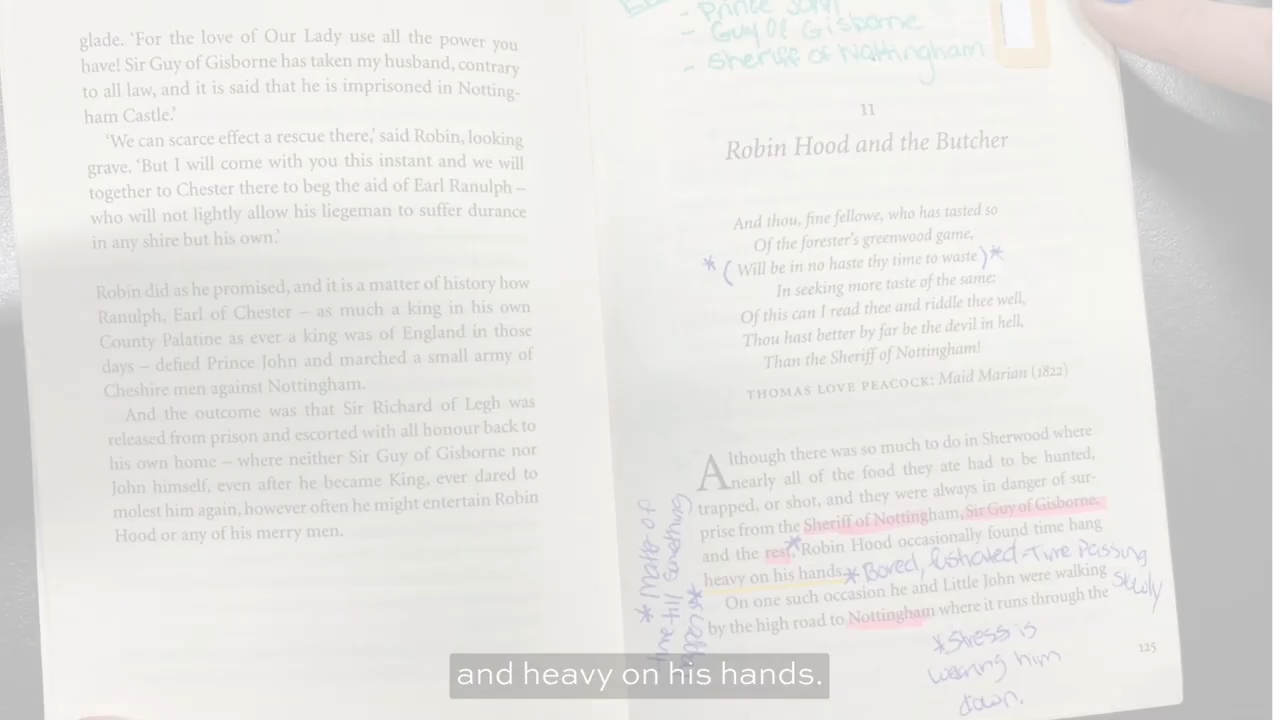 glade. ‘For the love of Our Lady use all the power you
have! Sir Guy of Gisborne has taken my husband, contrary
to all law, and it is said that he is imprisoned in Notting-
ham Castle.’
‘We can scarce effect a rescue there,’ said Robin, looking
grave. ‘But I will come with you this instant and we will
together to Chester there to beg the aid of Earl Ranulph –
who will not lightly allow his liegeman to suffer durance
in any shire but his own.’
Robin did as he promised, and it is a matter of history how
Ranulph, Earl of Chester – as much a king in his own
County Palatine as ever a king was of England in those
days – defied Prince John and marched a small army of
Cheshire men against Nottingham.
And the outcome was that Sir Richard of Legh was
released from prison and escorted with all honour back to
his own home – where neither Sir Guy of Gisborne nor
John himself, even after he became King, ever dared to
molest him again, however often he might entertain Robin
Hood or any of his merry men.
- Prince John
- Guy of Gisborne
- Sheriff of Nottingham
11
Robin Hood and the Butcher
And thou, fine fellowe, who has tasted so
Of the forester’s greenwood game,
*(Will be in no haste thy time to waste)*
In seeking more taste of the same:
Of this can I read thee and riddle thee well,
Thou hast better by far be the devil in hell,
Than the Sheriff of Nottingham!
THOMAS LOVE PEACOCK: Maid Marian (1822)
Although there was so much to do in Sherwood where
nearly all of the food they ate had to be hunted,
trapped, or shot, and they were always in danger of sur-
prise from the Sheriff of Nottingham, Sir Guy of Gisborne,
and the rest,* Robin Hood occasionally found time hang
heavy on his hands.
*Bored, exhausted - Time Passing
slowly
On one such occasion he and Little John were walking
by the high road to Nottingham where it runs through the
*Matter of
time till something
*Stress is
wearing him
down.
125
and heavy on his hands.